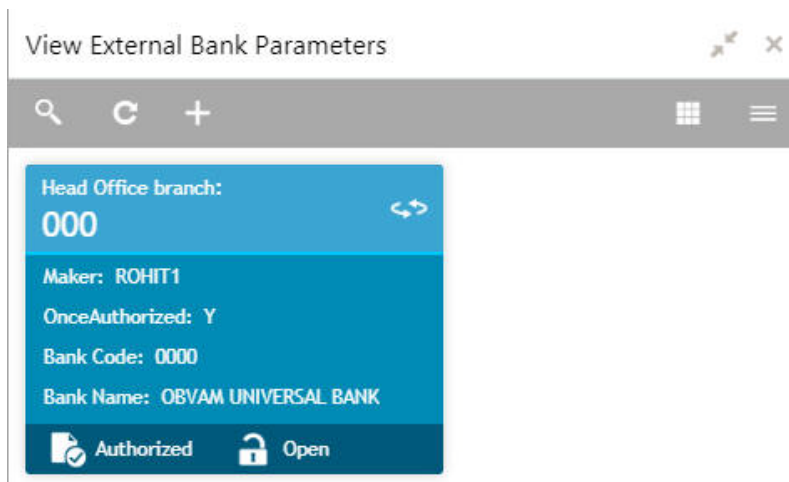 View External Bank Parameters
Head Office branch:
000
Maker: ROHIT1
OnceAuthorized: Y
Bank Code: 0000
Bank Name: OBVAM UNIVERSAL BANK
Authorized Open